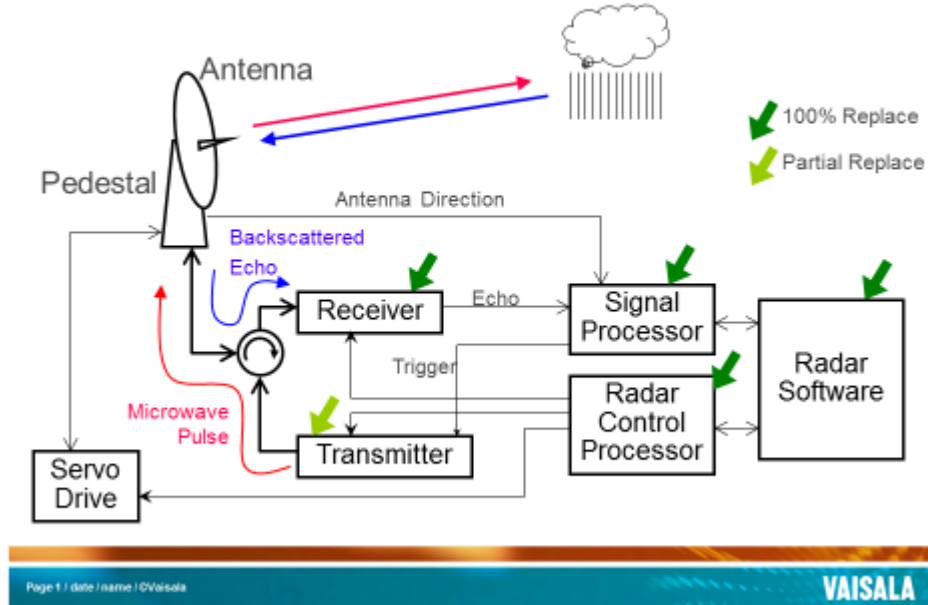 Antenna
100% Replace
Partial Replace
Pedestal
Antenna Direction
Backscattered
Echo
Receiver
Echo
Signal
Processor
Radar
Software
Trigger
Radar
Control
Processor
Microwave
Pulse
Transmitter
Servo
Drive
Page 1 / date / name / ©Vaisala
VAISALA